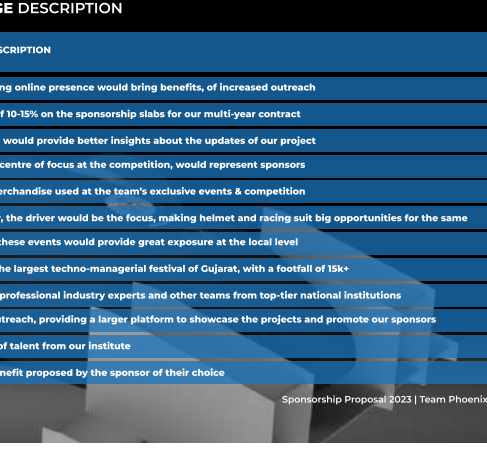 GE DESCRIPTION
SCRIPTION
ng online presence would bring benefits, of increased outreach
f 10-15% on the sponsorship slabs for our multi-year contract
would provide better insights about the updates of our project
centre of focus at the competition, would represent sponsors
erchandise used at the team's exclusive events & competition
, the driver would be the focus, making helmet and racing suit big opportunities for the same
these events would provide great exposure at the local level
he largest techno-managerial festival of Gujarat, with a footfall of 15k+
professional industry experts and other teams from top-tier national institutions
utreach, providing a larger platform to showcase the projects and promote our sponsors
of talent from our institute
nefit proposed by the sponsor of their choice
Sponsorship Proposal 2023 | Team Phoenix